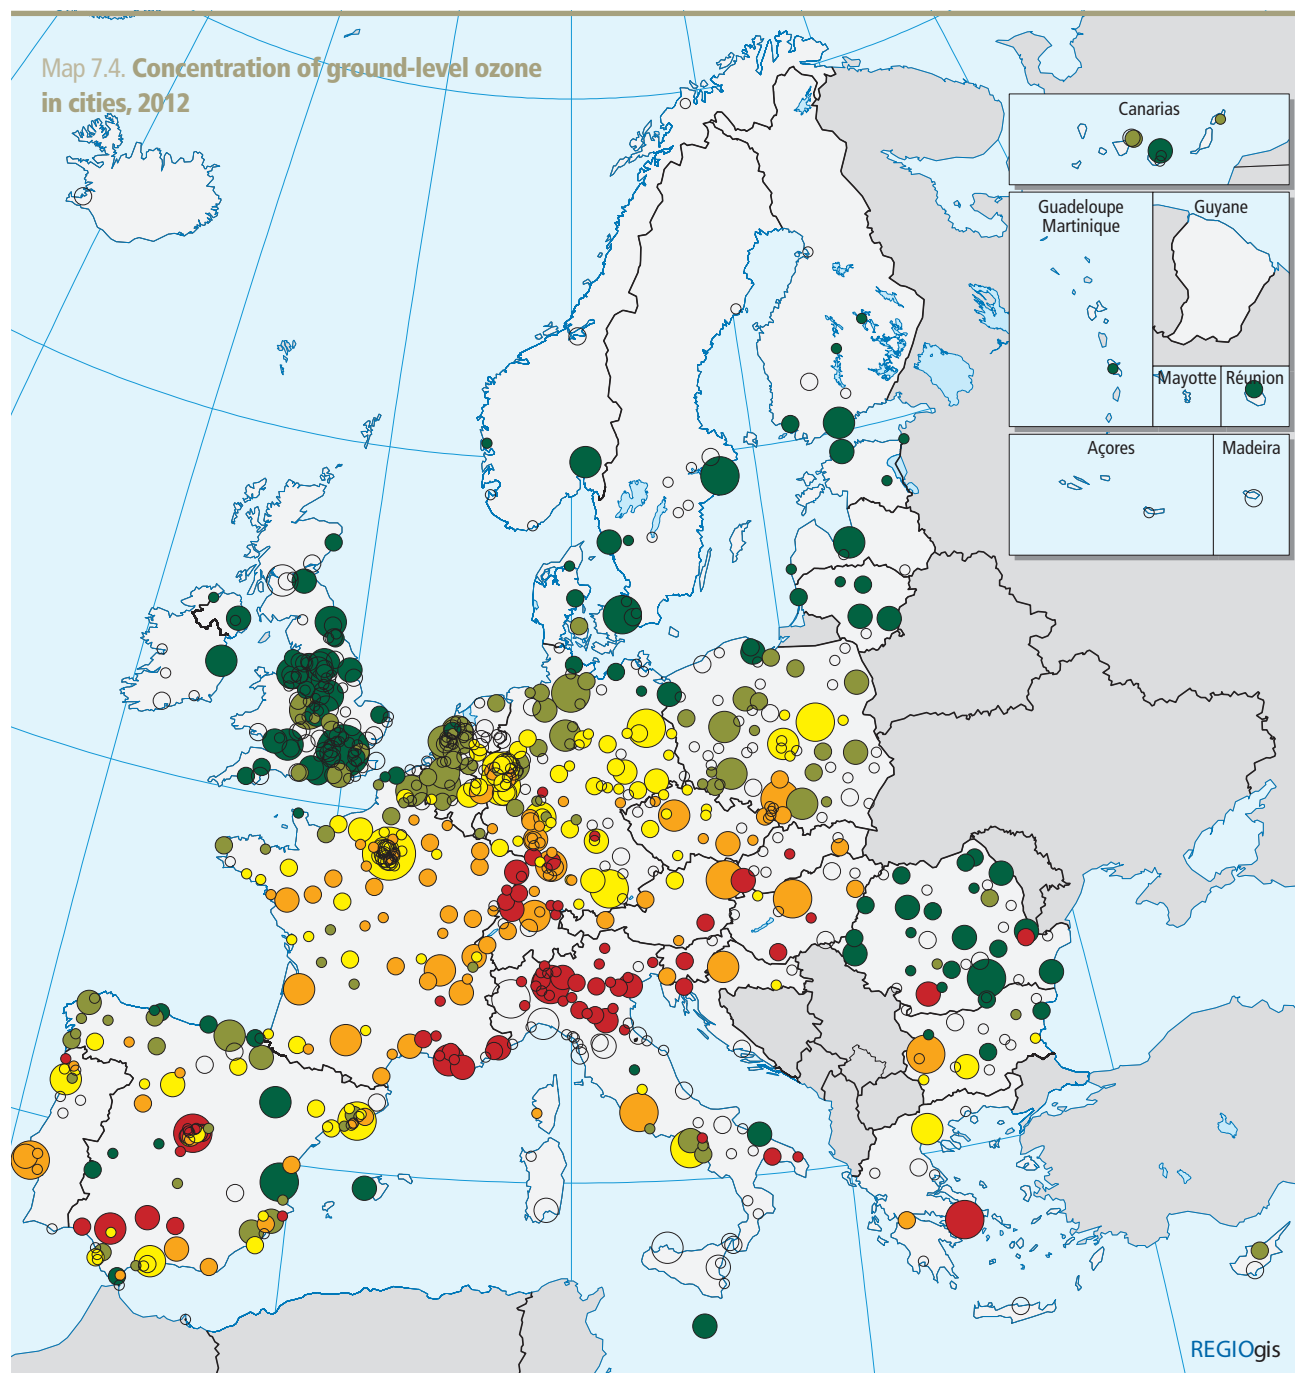 Map 7.4. Concentration of ground-level ozone
in cities, 2012
Canarias
Guadeloupe
Martinique
Guyane
Mayotte
Réunion
Açores
Madeira
REGIOgis